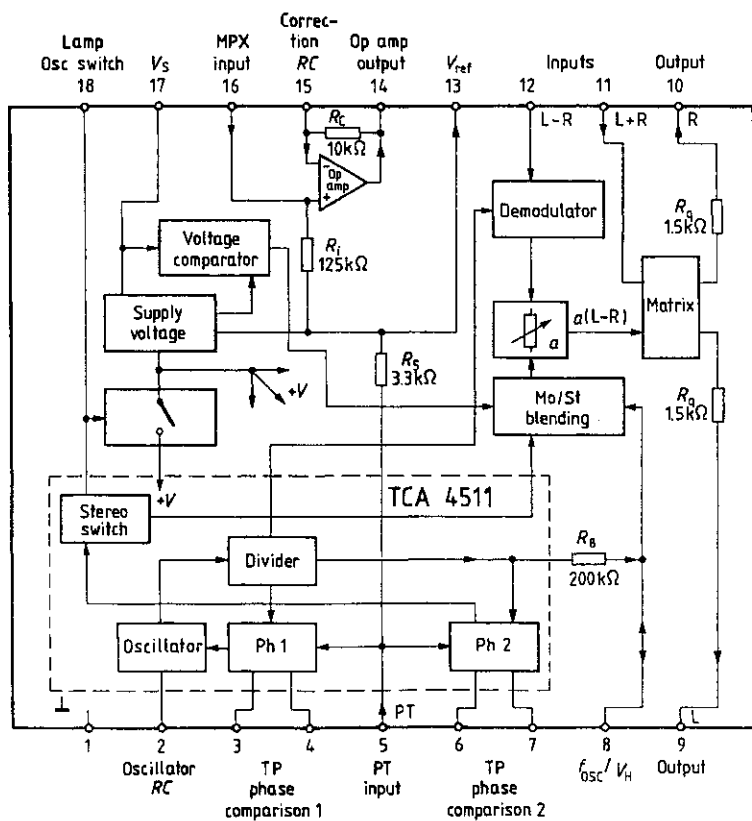 Correc-
Lamp MPX tion Op amp
Osc switch V_S input RC output V_ref Inputs Output
18 17 16 15 14 13 12 11 10
L−R L+R R
R_C
10kΩ
Op
amp
−
+
Demodulator
R_q
1.5kΩ
Voltage
comparator
R_i
125kΩ
Matrix
Supply
voltage
a
a(L−R)
R_S
3.3kΩ
+V
Mo/St
blending
R_q
1.5kΩ
+V
TCA 4511
Stereo
switch
Divider
R_B
200kΩ
Oscillator
Ph 1
Ph 2
PT
L
1 2 3 4 5 6 7 8 9
Oscillator TP PT TP f_OSC/V_H Output
RC phase input phase
comparison 1 comparison 2